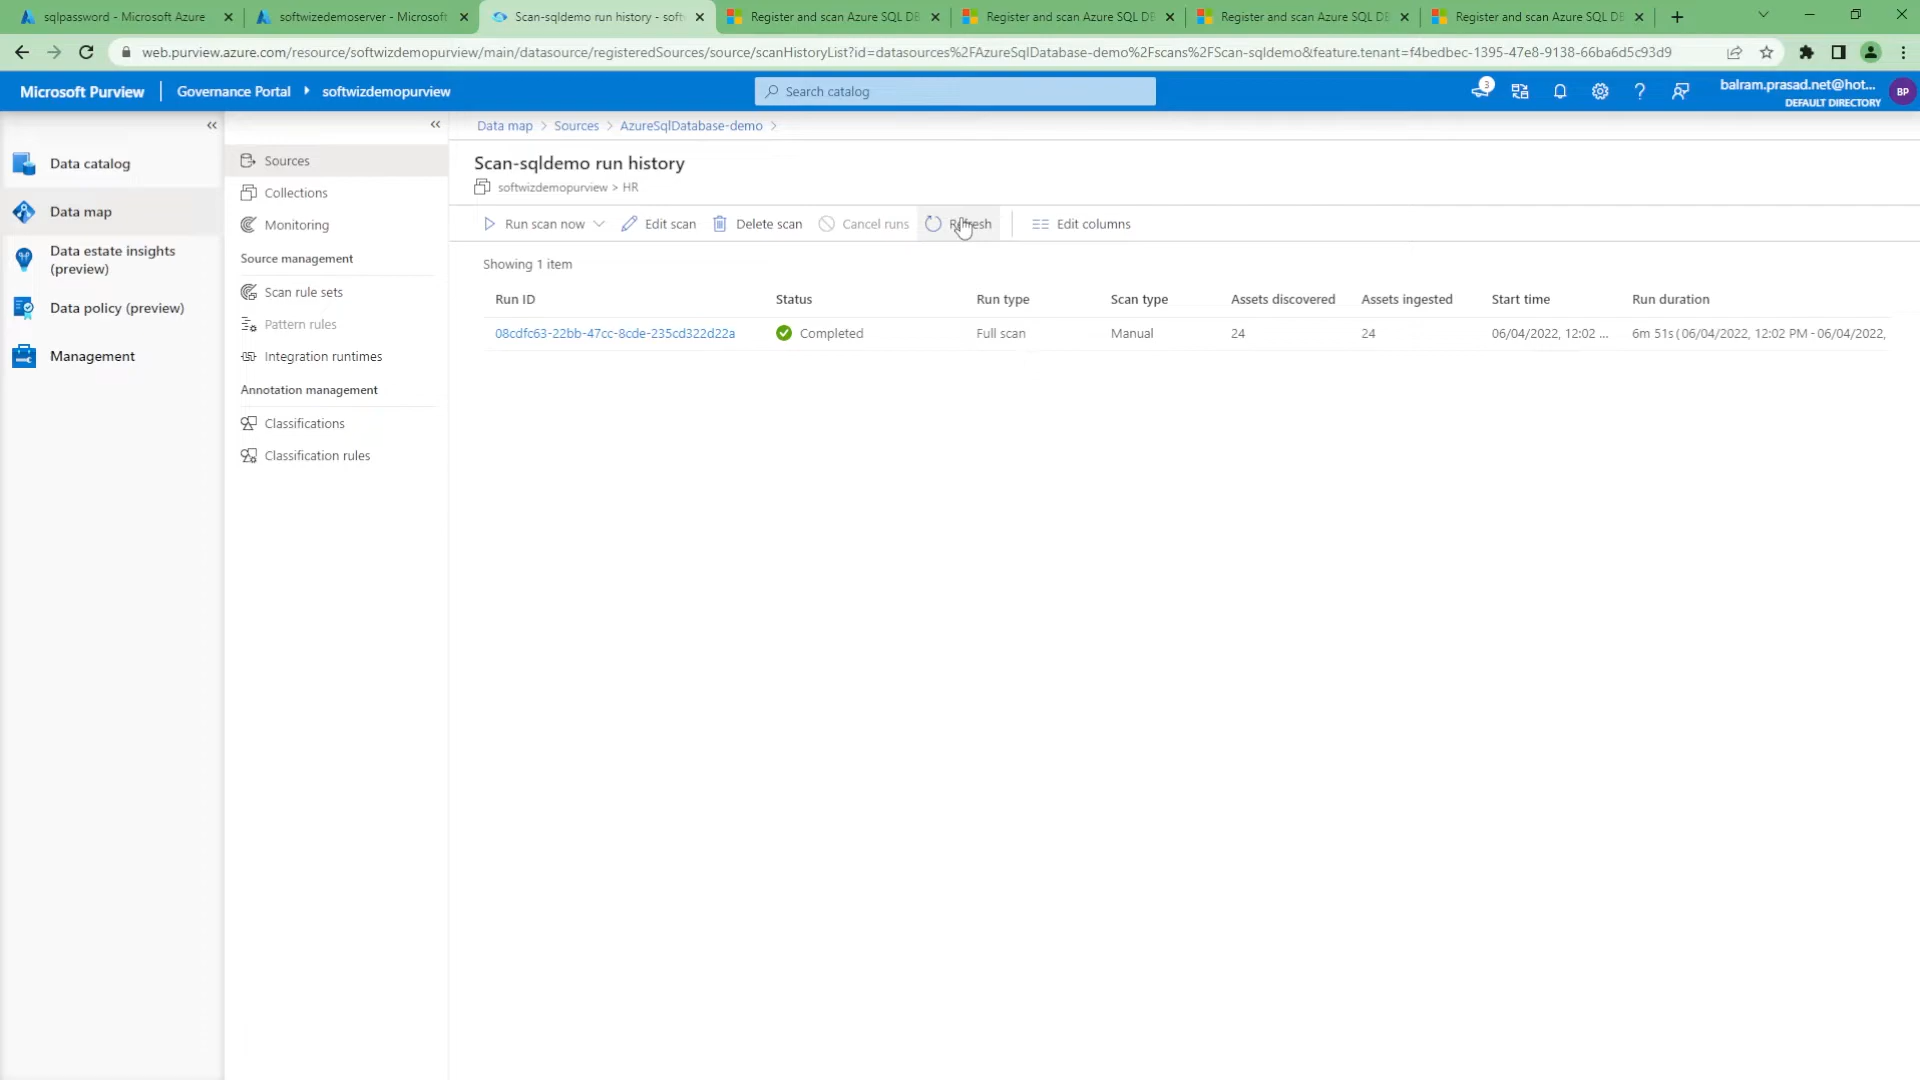 sqlpassword - Microsoft Azure
softwizedemoserver - Microsoft
Scan-sqldemo run history - soft
Register and scan Azure SQL DB
Register and scan Azure SQL DB
Register and scan Azure SQL DB
Register and scan Azure SQL DB
web.purview.azure.com/resource/softwizdemopurview/main/datasource/registeredSources/source/scanHistoryList?id=datasources%2FAzureSqlDatabase-demo%2Fscans%2FScan-sqldemo&feature.tenant=f4bedbec-1395-47e8-9138-66ba6d5c93d9
Microsoft Purview
Governance Portal
softwizdemopurview
Search catalog
3
balram.prasad.net@hot...
DEFAULT DIRECTORY
BP
Data catalog
Data map
Data estate insights
(preview)
Data policy (preview)
Management
Sources
Collections
Monitoring
Source management
Scan rule sets
Pattern rules
Integration runtimes
Annotation management
Classifications
Classification rules
Data map > Sources > AzureSqlDatabase-demo >
Scan-sqldemo run history
softwizdemopurview > HR
Run scan now
Edit scan
Delete scan
Cancel runs
Refresh
Edit columns
Showing 1 item
Run ID Status Run type Scan type Assets discovered Assets ingested Start time Run duration
08cdfc63-22bb-47cc-8cde-235cd322d22a Completed Full scan Manual 24 24 06/04/2022, 12:02 ... 6m 51s(06/04/2022, 12:02 PM - 06/04/2022,